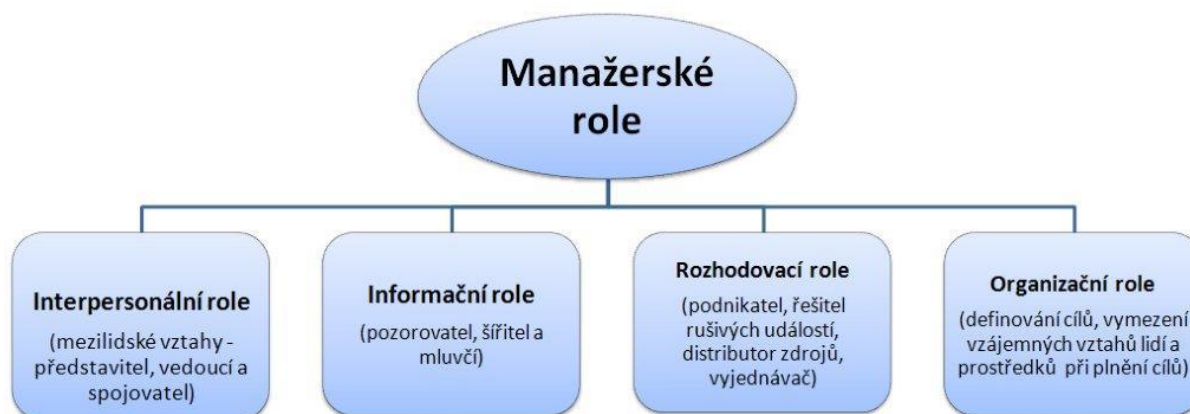 Manažerské
role
Interpersonální role
(mezilidské vztahy -
představitel, vedoucí a
spojovatel)
Informační role
(pozorovatel, šířitel a
mluvčí)
Rozhodovací role
(podnikatel, řešitel
rušivých událostí,
distributor zdrojů,
vyjednávač)
Organizační role
(definování cílů, vymezení
vzájemných vztahů lidí a
prostředků při plnění cílů)